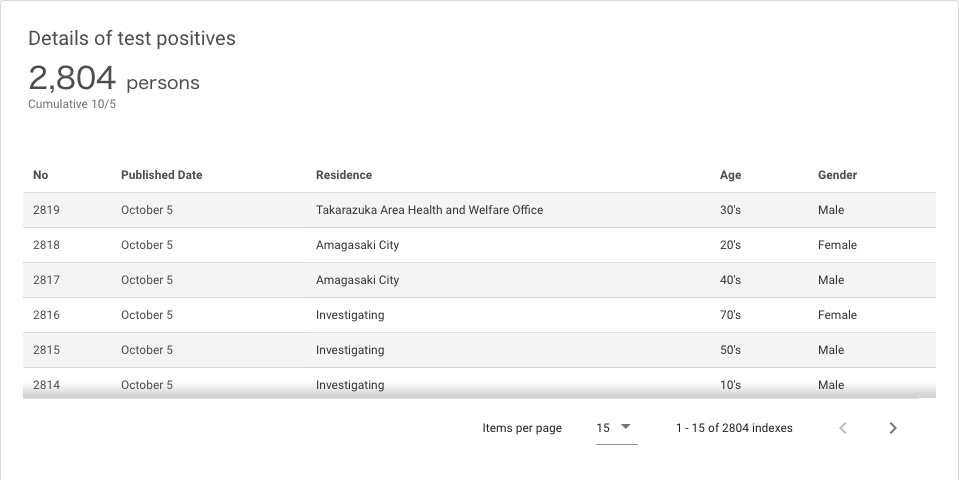 Details of test positives
2,804 persons
Cumulative 10/5
No Published Date Residence Age Gender
2819 October 5 Takarazuka Area Health and Welfare Office 30's Male
2818 October 5 Amagasaki City 20's Female
2817 October 5 Amagasaki City 40's Male
2816 October 5 Investigating 70's Female
2815 October 5 Investigating 50's Male
2814 October 5 Investigating 10's Male
Items per page 15 1 - 15 of 2804 indexes